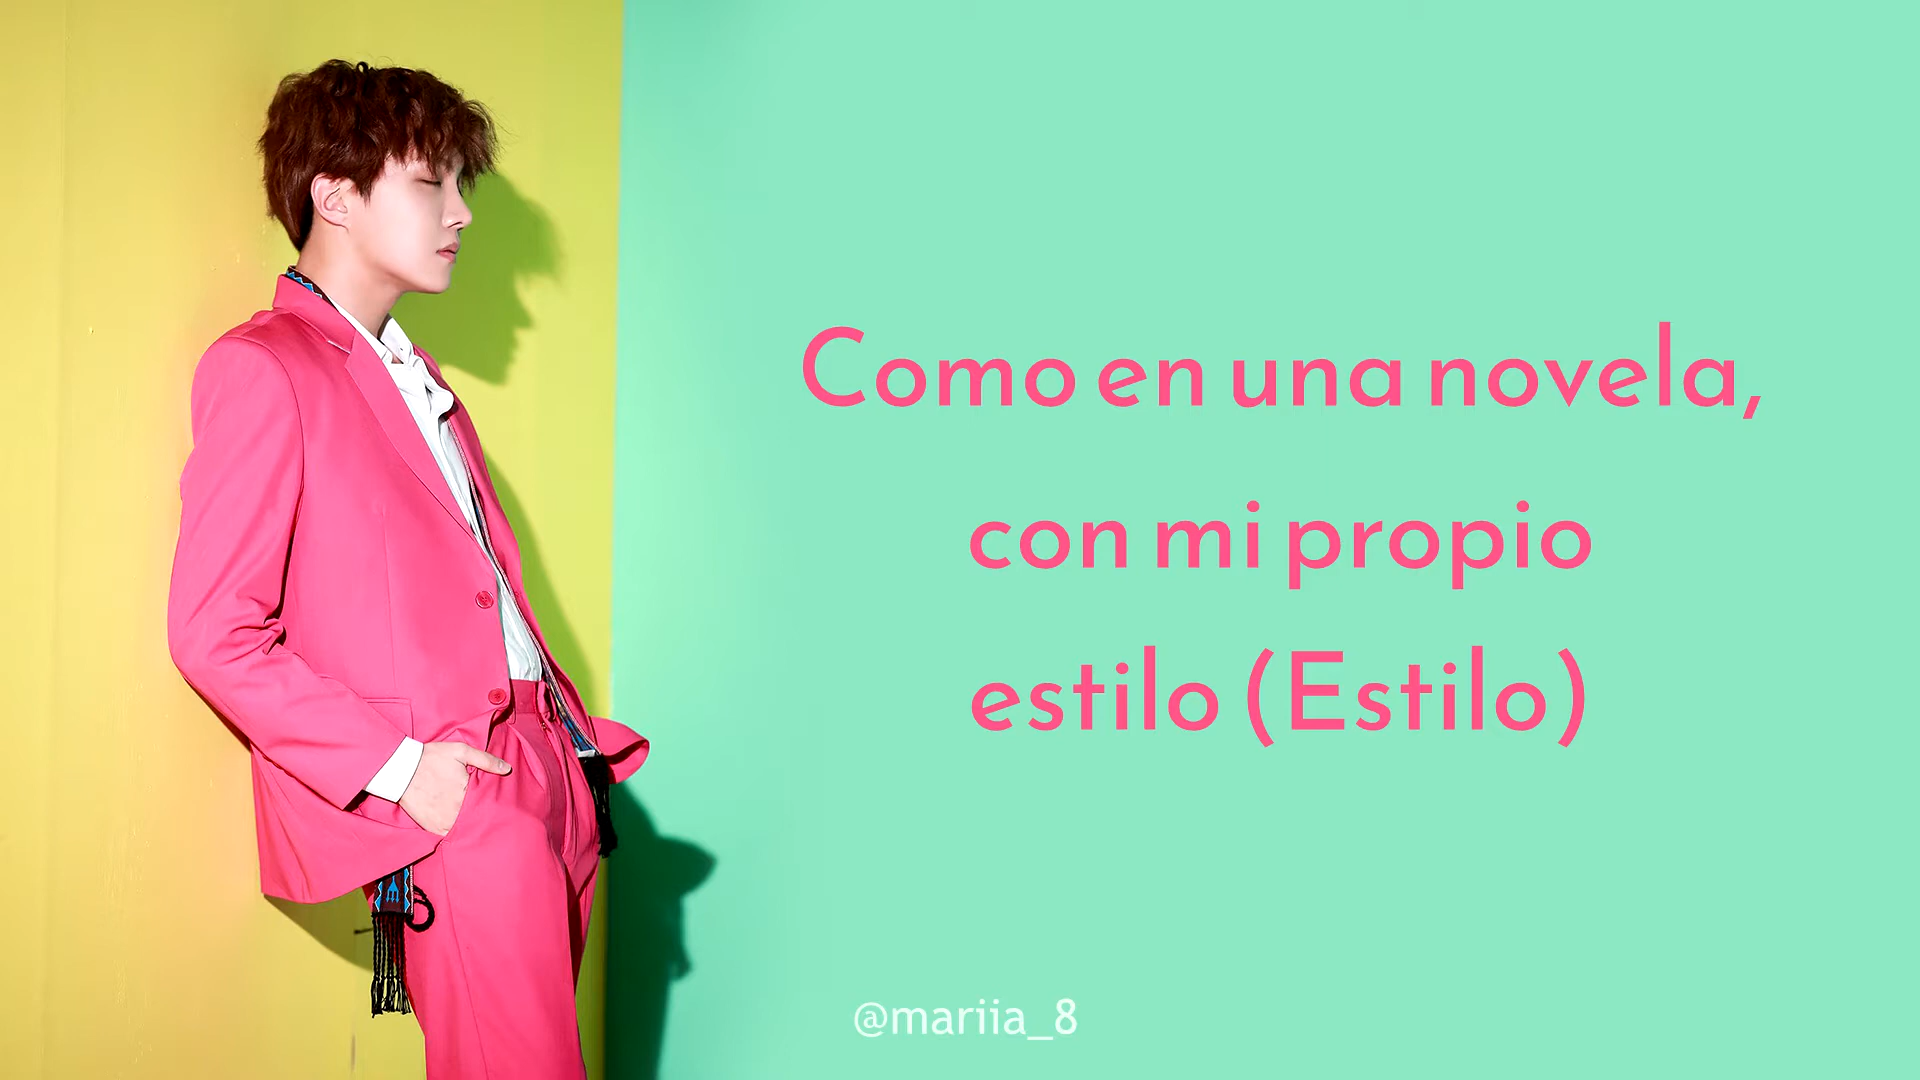 Como en una novela,
con mi propio
estilo (Estilo)
@mariia_8